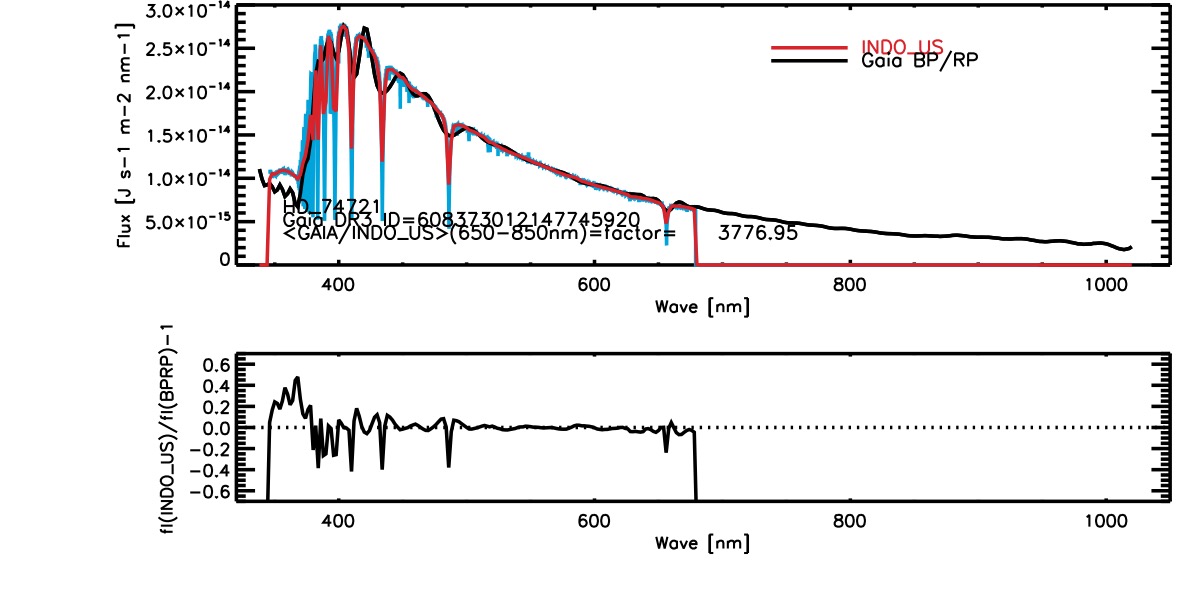 3.0×10⁻¹⁴
2.5×10⁻¹⁴
2.0×10⁻¹⁴
1.5×10⁻¹⁴
1.0×10⁻¹⁴
5.0×10⁻¹⁵
0
Flux [J s−1 m−2 nm−1]
INDO_US
Gaia BP/RP
HD_74721
Gaia DR3 ID=608373012147745920
<GAIA/INDO_US>(650−850nm)=factor= 3776.95
400 600 800 1000
Wave [nm]
fl(INDO_US)/fl(BPRP)−1
0.6
0.4
0.2
0.0
−0.2
−0.4
−0.6
400 600 800 1000
Wave [nm]